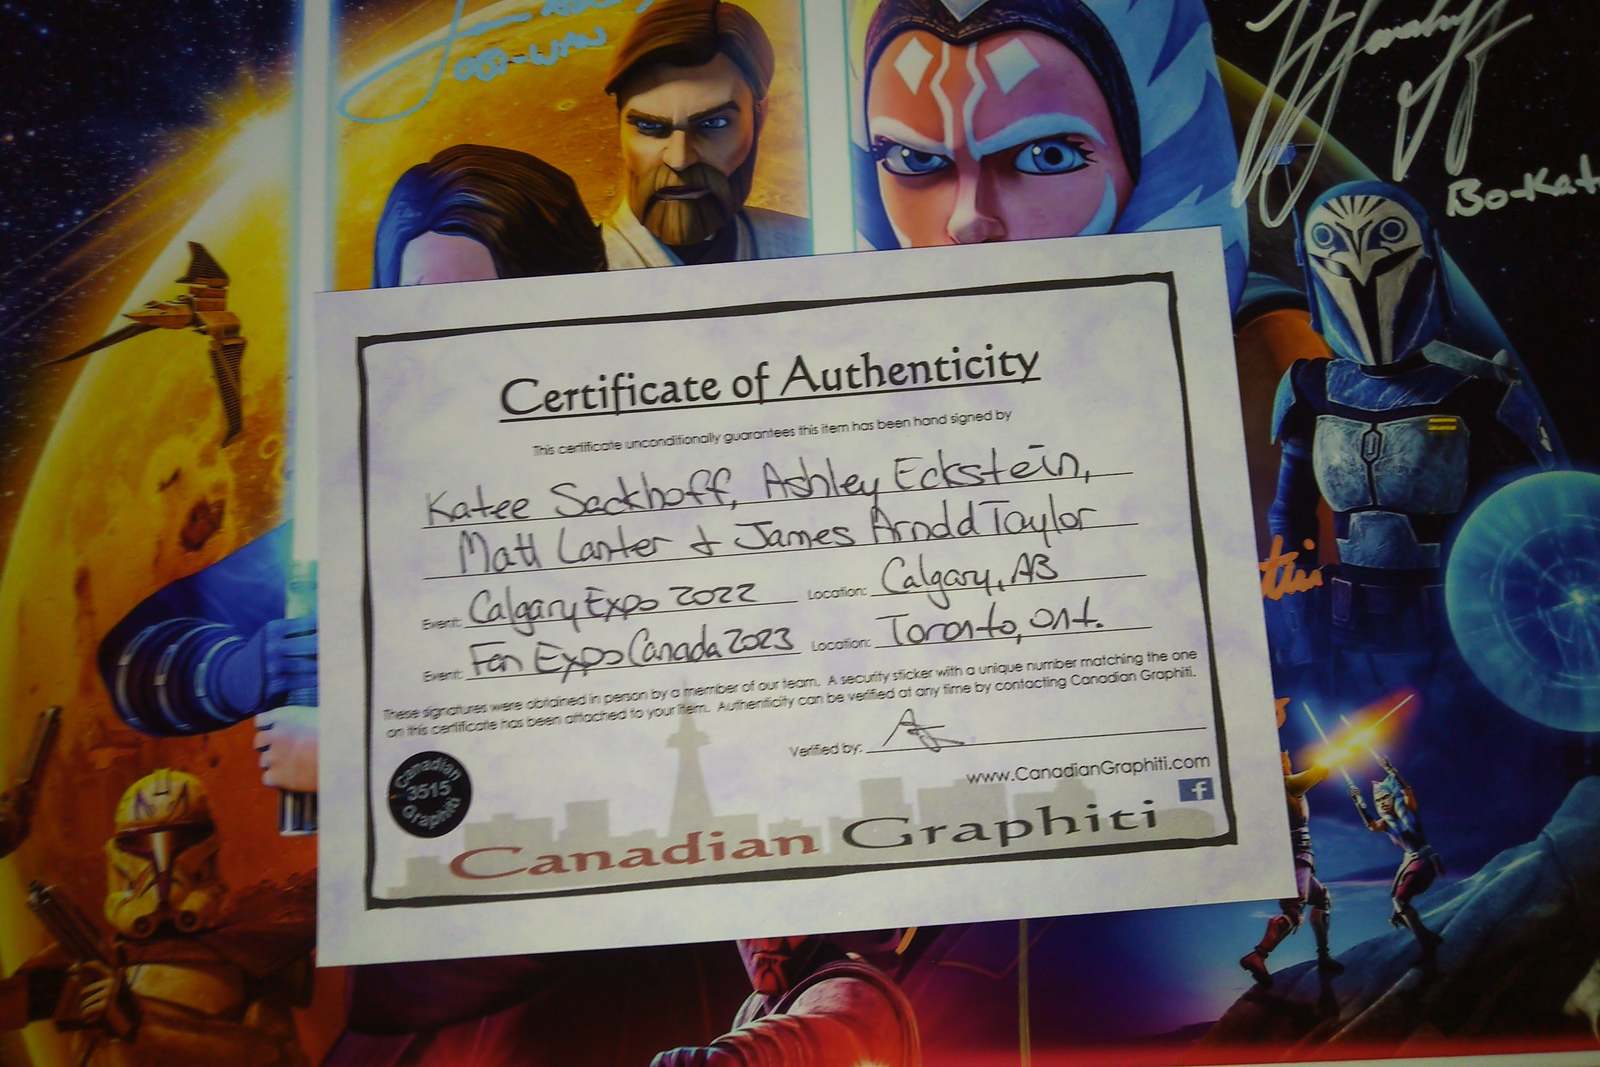 OBI-WAN
Bo-Kat
Certificate of Authenticity
This certificate unconditionally guarantees this item has been hand signed by
Katee Sackhoff, Ashley Eckstein,
Matt Lanter & James Arnold Taylor
Event: Calgary Expo 2022 Location: Calgary, AB
Event: Fan Expo Canada 2023 Location: Toronto, Ont.
These signatures were obtained in person by a member of our team. A security sticker with a unique number matching the one
on this certificate has been attached to your item. Authenticity can be verified at any time by contacting Canadian Graphiti.
Verified by:
www.CanadianGraphiti.com
f
Canadian
3515
Graphiti
Canadian Graphiti